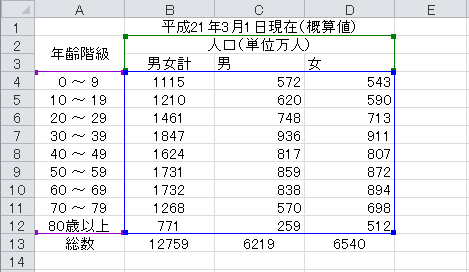 A B C D E
1 平成21年3月1日現在(概算値)
2 年齢階級 人口(単位万人)
3 男女計 男 女
4 0 ～ 9 1115 572 543
5 10 ～ 19 1210 620 590
6 20 ～ 29 1461 748 713
7 30 ～ 39 1847 936 911
8 40 ～ 49 1624 817 807
9 50 ～ 59 1731 859 872
10 60 ～ 69 1732 838 894
11 70 ～ 79 1268 570 698
12 80歳以上 771 259 512
13 総数 12759 6219 6540
14